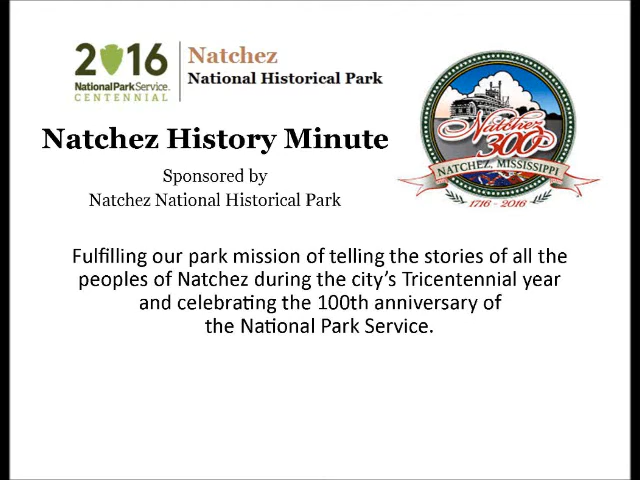 2016
National Park Service
CENTENNIAL
Natchez
National Historical Park
Natchez History Minute
Sponsored by
Natchez National Historical Park
Natchez
300
NATCHEZ, MISSISSIPPI
1716 - 2016
Fulfilling our park mission of telling the stories of all the
peoples of Natchez during the city's Tricentennial year
and celebrating the 100th anniversary of
the National Park Service.